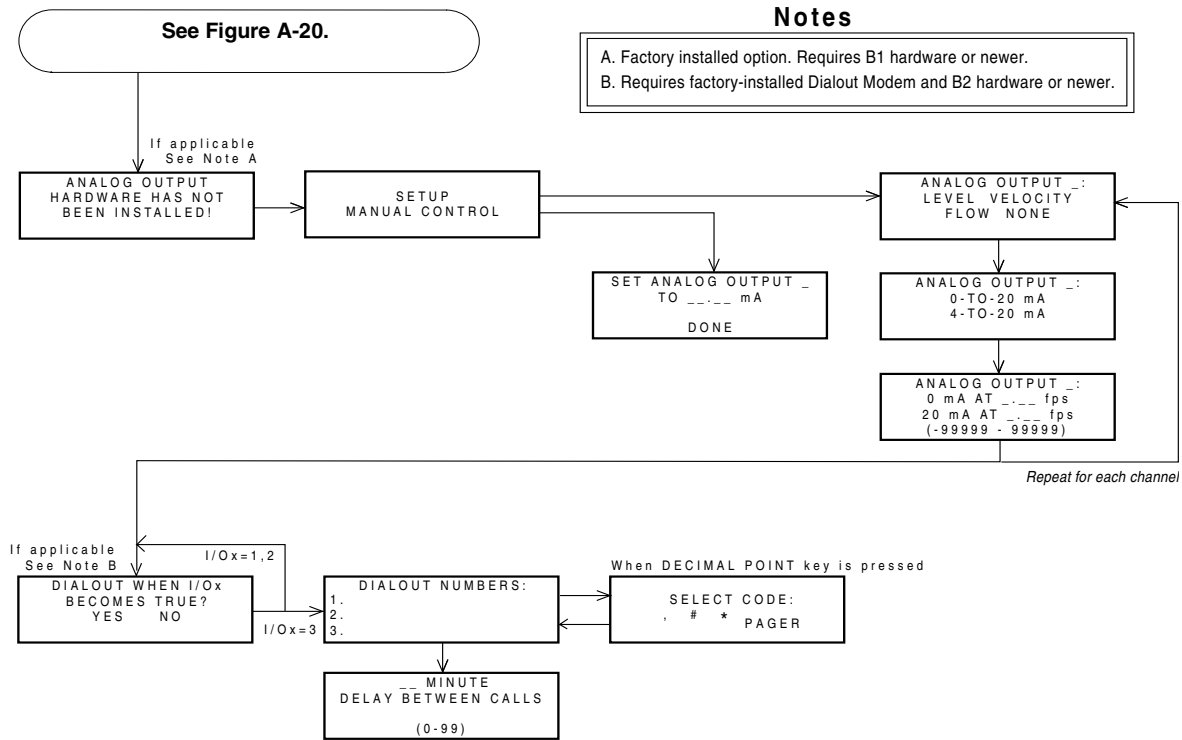 See Figure A-20.
Notes
A. Factory installed option. Requires B1 hardware or newer.
B. Requires factory-installed Dialout Modem and B2 hardware or newer.
If applicable
See Note A
ANALOG OUTPUT
HARDWARE HAS NOT
BEEN INSTALLED!
SETUP
MANUAL CONTROL
ANALOG OUTPUT _:
LEVEL VELOCITY
FLOW NONE
SET ANALOG OUTPUT _
TO __.__ mA
DONE
ANALOG OUTPUT _:
0-TO-20 mA
4-TO-20 mA
ANALOG OUTPUT _:
0 mA AT _.__ fps
20 mA AT _.__ fps
(-99999 - 99999)
Repeat for each channel
If applicable
See Note B
I/Ox=1,2
DIALOUT WHEN I/Ox
BECOMES TRUE?
YES NO
I/Ox=3
DIALOUT NUMBERS:
1.
2.
3.
When DECIMAL POINT key is pressed
SELECT CODE:
, # * PAGER
__ MINUTE
DELAY BETWEEN CALLS
(0-99)